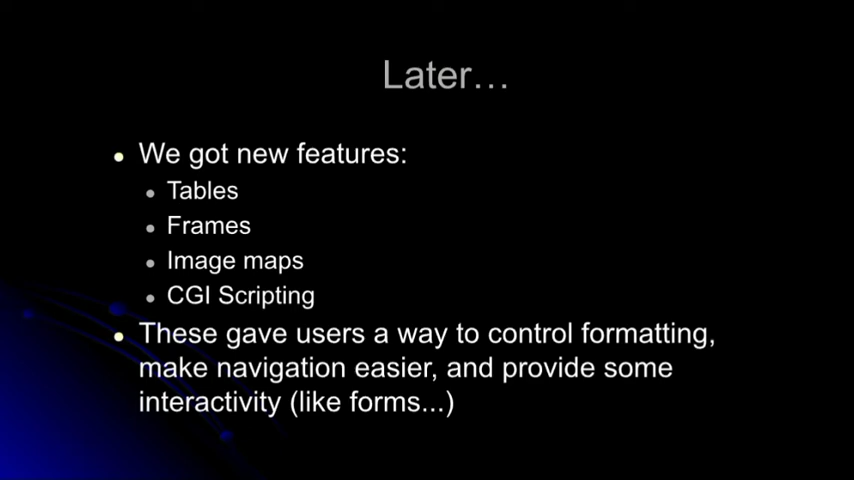 Later…
We got new features:
Tables
Frames
Image maps
CGI Scripting
These gave users a way to control formatting,
make navigation easier, and provide some
interactivity (like forms...)